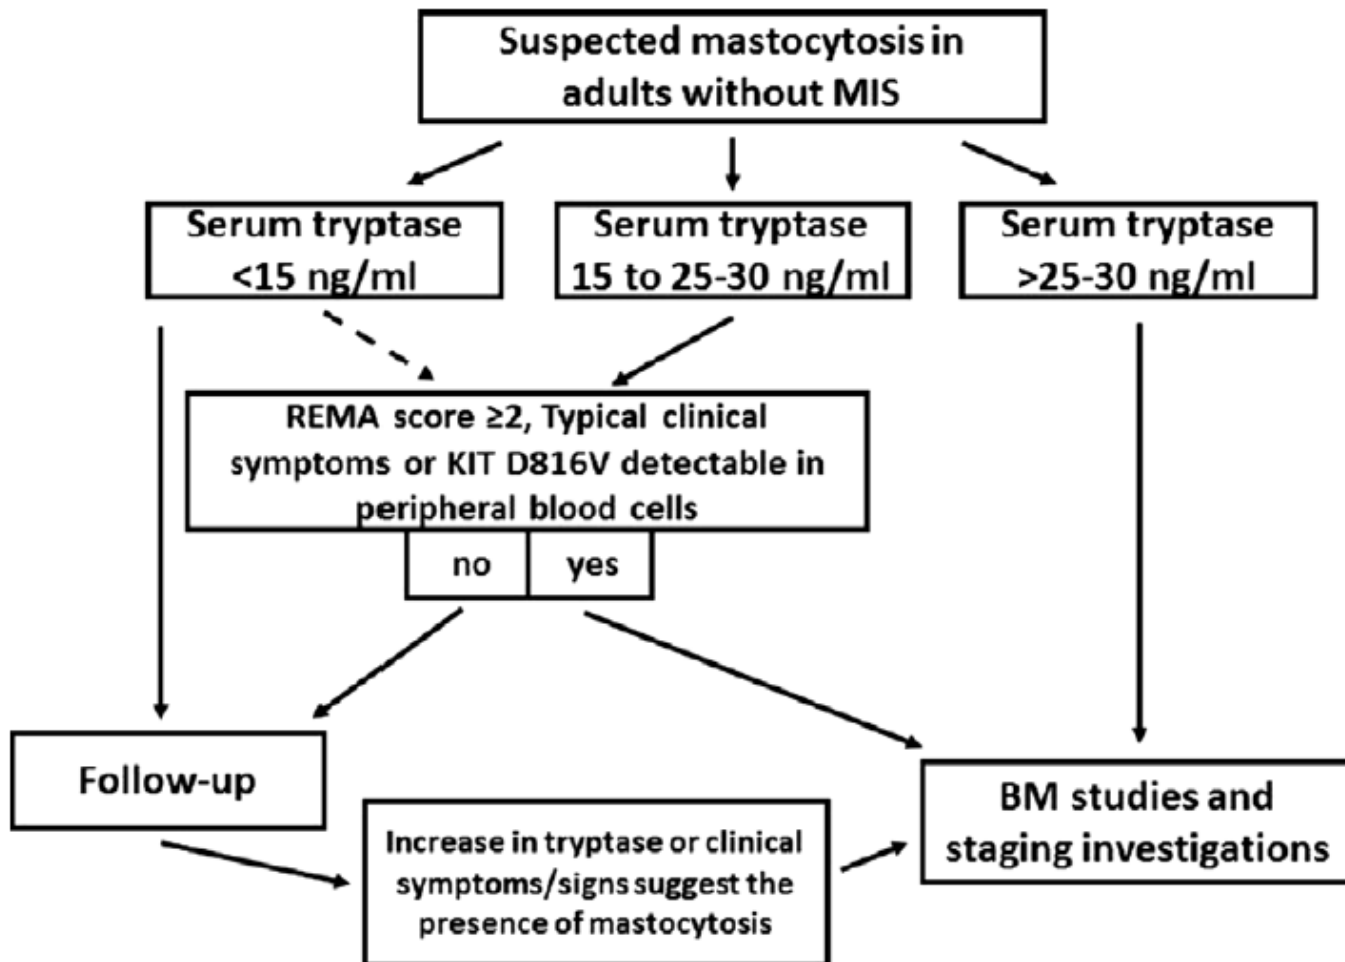 Suspected mastocytosis in
adults without MIS
Serum tryptase
<15 ng/ml
Serum tryptase
15 to 25-30 ng/ml
Serum tryptase
>25-30 ng/ml
REMA score ≥2, Typical clinical
symptoms or KIT D816V detectable in
peripheral blood cells
no
yes
Follow-up
Increase in tryptase or clinical
symptoms/signs suggest the
presence of mastocytosis
BM studies and
staging investigations